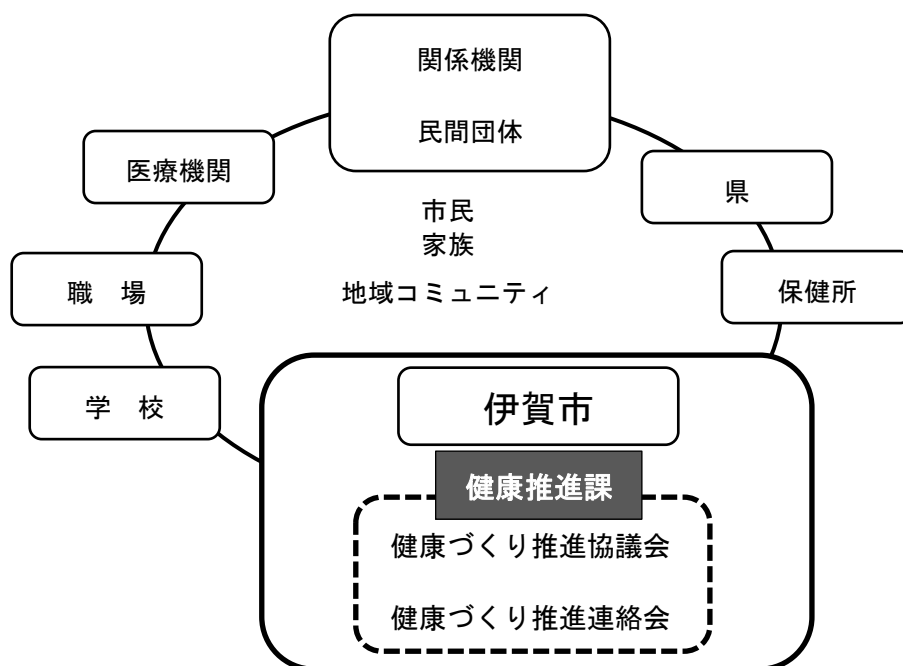 関係機関
民間団体
医療機関
県
市民
家族
地域コミュニティ
職　場
保健所
学　校
伊賀市
健康推進課
健康づくり推進協議会
健康づくり推進連絡会